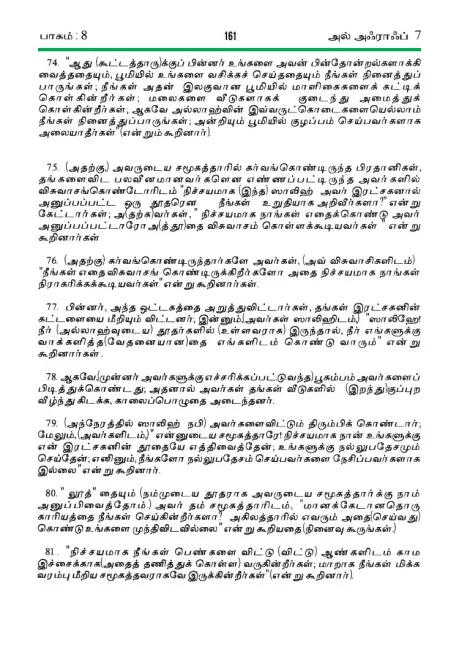 பாகம் : 8 161 அல் அஃராஃப் 7
74. "ஆது (கூட்டத்தாரு)க்குப் பின்னர் உங்களை அவன் பின்தோன்றல்களாக்கி
வைத்ததையும், பூமியில் உங்களை வசிக்கச் செய்ததையும் நீங்கள் நினைத்துப்
பாருங்கள்; நீங்கள் அதன் இலகுவான பூமியில் மாளிகைகளைக் கட்டிக்
கொள்கின்றீர்கள்; மலைகளை வீடுகளாகக் குடைந்து அமைத்துக்
கொள்கின்றீர்கள்; ஆகவே அல்லாஹ்வின் இவ்வருட்கொடைகளையெல்லாம்
நீங்கள் நினைத்துப்பாருங்கள்; அன்றியும் பூமியில் குழப்பம் செய்பவர்களாக
அலையாதீர்கள்"(என்றும்கூறினார்).
75. (அதற்கு,) அவருடைய சமூகத்தாரில் கர்வங்கொண்டிருந்த பிரதானிகள்,
தங்களைவிட பலவீனமானவர்களென எண்ணப்பட்டிருந்த அவர்களில்
விசுவாசங்கொண்டோரிடம் "நிச்சயமாக (இந்த) ஸாலிஹ் அவர் இரட்சகனால்
அனுப்பப்பட்ட ஒரு தூதரென நீங்கள் உறுதியாக அறிவீர்களா?" என்று
கேட்டார்கள்; அ(தற்க)வர்கள், " நிச்சயமாக நாங்கள் எதைக்கொண்டு அவர்
அனுப்பப்பட்டாரோஅ(த்தூ)தை விசுவாசம் கொள்ளக்கூடியவர்கள் " என்று
கூறினார்கள்
76. (அதற்கு) கர்வங்கொண்டிருந்தார்களே அவர்கள், (அவ் விசுவாசிகளிடம்)
"நீங்கள் எதைவிசுவாசங் கொண்டிருக்கிறீர்களோ அதை நிச்சயமாக நாங்கள்
நிராகரிக்கக்கூடியவர்கள்"என்று கூறினார்கள்.
77. பின்னர், அந்த ஒட்டகத்தை அறுத்துவிட்டார்கள், தங்கள் இரட்சகனின்
கட்டளையை மீறியும் விட்டனர்; இன்னும்,(அவர்கள் ஸாலிஹிடம்,) "ஸாலிஹே!
நீர் (அல்லாஹ்வுடைய) தூதர்களில் (உள்ளவராக) இருந்தால், நீர் எங்களுக்கு
வாக்களித்த(வேதனையான)தை எங்களிடம் கொண்டு வாரும்" என்று
கூறினார்கள்.
78. ஆகவே,(முன்னர் அவர்களுக்கு எச்சரிக்கப்பட்டுவந்த) பூகம்பம் அவர்களைப்
பிடித்துக்கொண்டது; அதனால் அவர்கள் தங்கள் வீடுகளில் (இறந்து)குப்புற
வீழ்ந்து கிடக்க, காலைப்பொழுதை அடைந்தனர்.
79. (அந்நேரத்தில் ஸாலிஹ் நபி) அவர்களைவிட்டும் திரும்பிக் கொண்டார்;
மேலும்,(அவர்களிடம்,)"என்னுடைய சமூகத்தாரே! நிச்சயமாக நான் உங்களுக்கு
என் இரட்சகனின் தூதையே எத்திவைத்தேன்; உங்களுக்கு நல்லுபதேசமும்
செய்தேன்; எனினும், நீங்களோ நல்லுபதேசம் செய்பவர்களை நேசிப்பவர்களாக
இல்லை"என்று கூறினார்.
80. " லூத்" தையும் (நம்முடைய தூதராக அவருடைய சமூகத்தார்க்கு நாம்
அனுப்பிவைத்தோம்.) அவர் தம் சமூகத்தாரிடம், "மானக்கேடானதொரு
காரியத்தை நீங்கள் செய்கின்றீர்களா? அகிலத்தாரில் எவரும் அதை(செய்வது)
கொண்டு உங்களை முந்திவிடவில்லை" என்று கூறியதை(நினைவு கூருங்கள்.)
81 . "நிச்சயமாக நீங்கள் பெண்களை விட்டு (விட்டு) ஆண்களிடம் காம
இச்சைக்காக(அதைத் தணித்துக் கொள்ள) வருகின்றீர்கள்; மாறாக நீங்கள் மிக்க
வரம்பு மீறிய சமூகத்தவராகவே இருக்கின்றீர்கள்"(என்று கூறினார்).